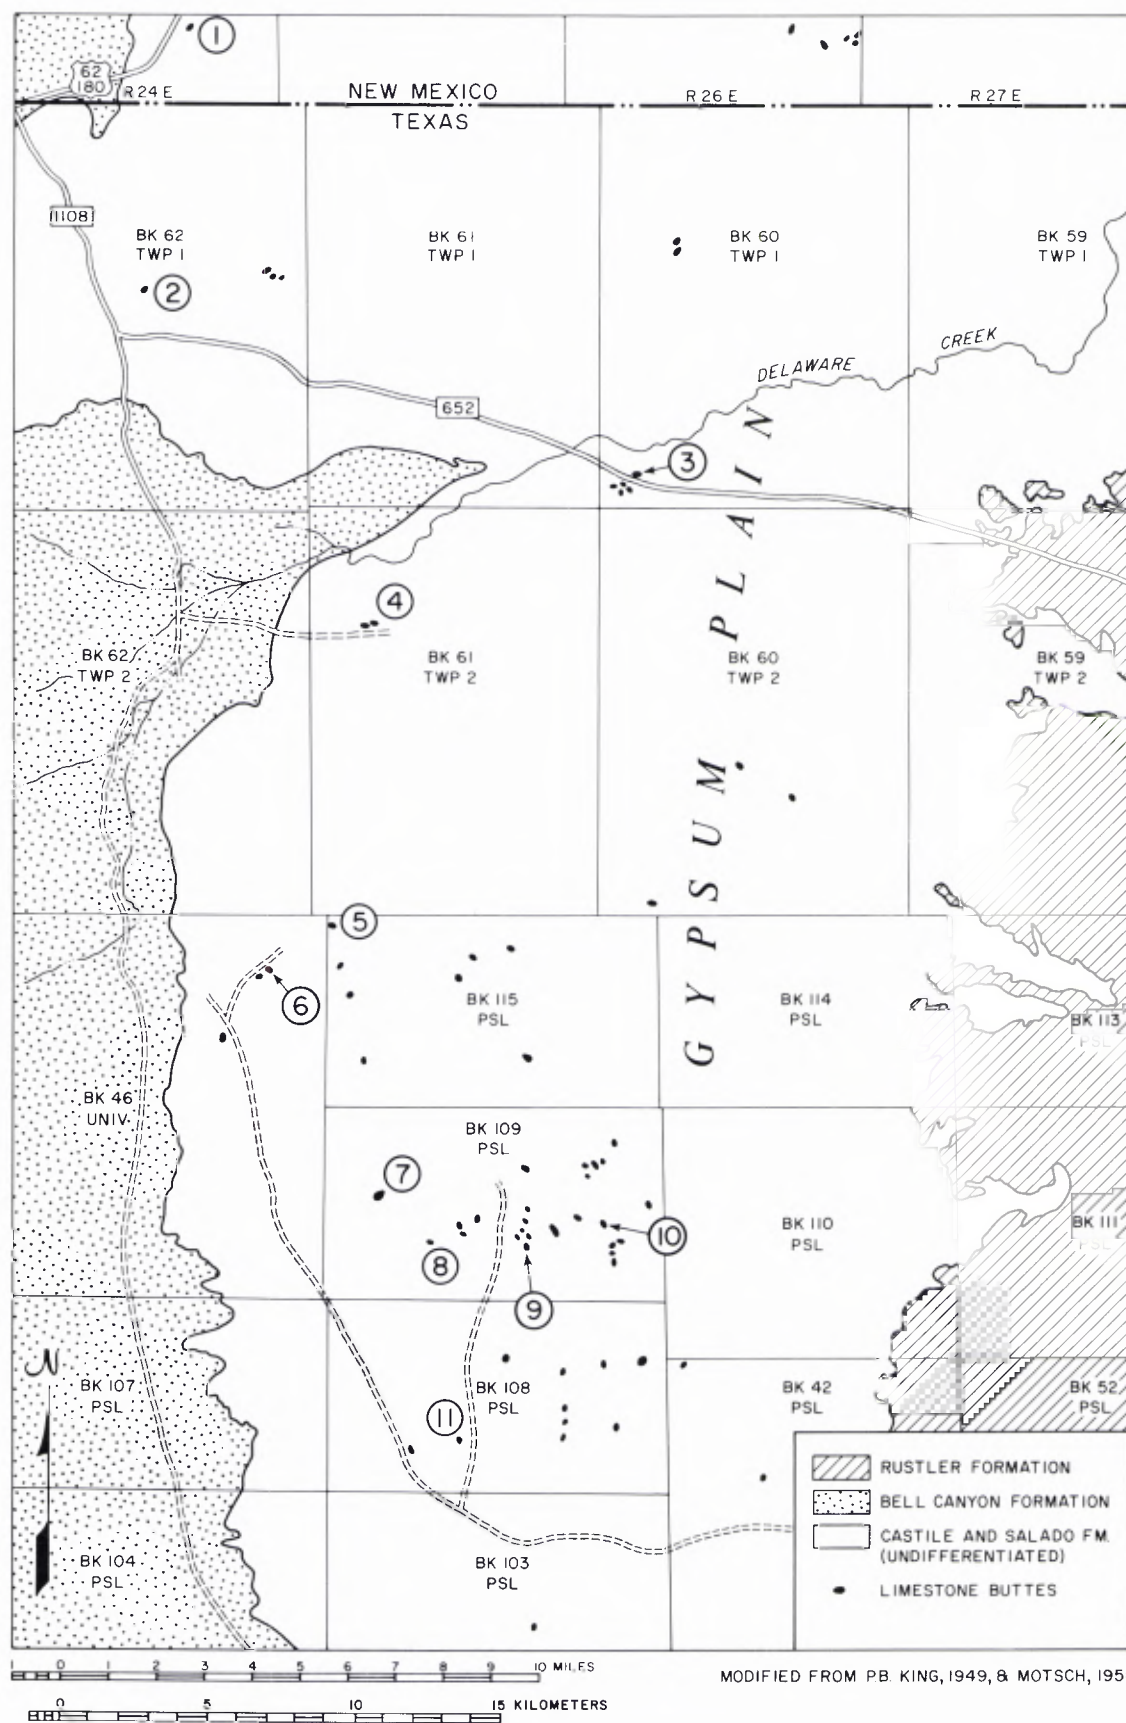 1
62
180
R 24 E
NEW MEXICO
R 26 E
R 27 E
TEXAS
1108
BK 62
TWP 1
BK 61
TWP 1
BK 60
TWP 1
BK 59
TWP 1
2
DELAWARE
CREEK
652
3
4
BK 62
TWP 2
BK 61
TWP 2
BK 60
TWP 2
BK 59
TWP 2
GYPSUM PLAIN
5
6
BK 115
PSL
BK 114
PSL
BK 113
PSL
BK 46
UNIV.
BK 109
PSL
7
8
9
10
BK 110
PSL
BK 111
PSL
N
BK 107
PSL
BK 108
PSL
11
BK 42
PSL
BK 52
PSL
BK 104
PSL
BK 103
PSL
RUSTLER FORMATION
BELL CANYON FORMATION
CASTILE AND SALADO FM.
(UNDIFFERENTIATED)
LIMESTONE BUTTES
1 0 1 2 3 4 5 6 7 8 9 10 MILES
0 5 10 15 KILOMETERS
MODIFIED FROM P.B. KING, 1949, & MOTSCH, 195